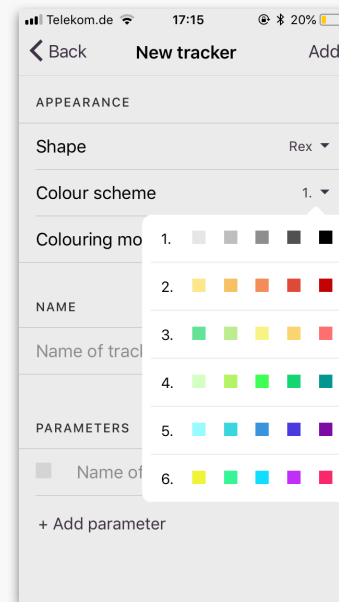 Telekom.de 17:15 20%
Back New tracker Add
APPEARANCE
Shape Rex
Colour scheme 1.
Colouring mo
1.
2.
NAME
3.
Name of trac
4.
PARAMETERS
5.
Name of
6.
+ Add parameter